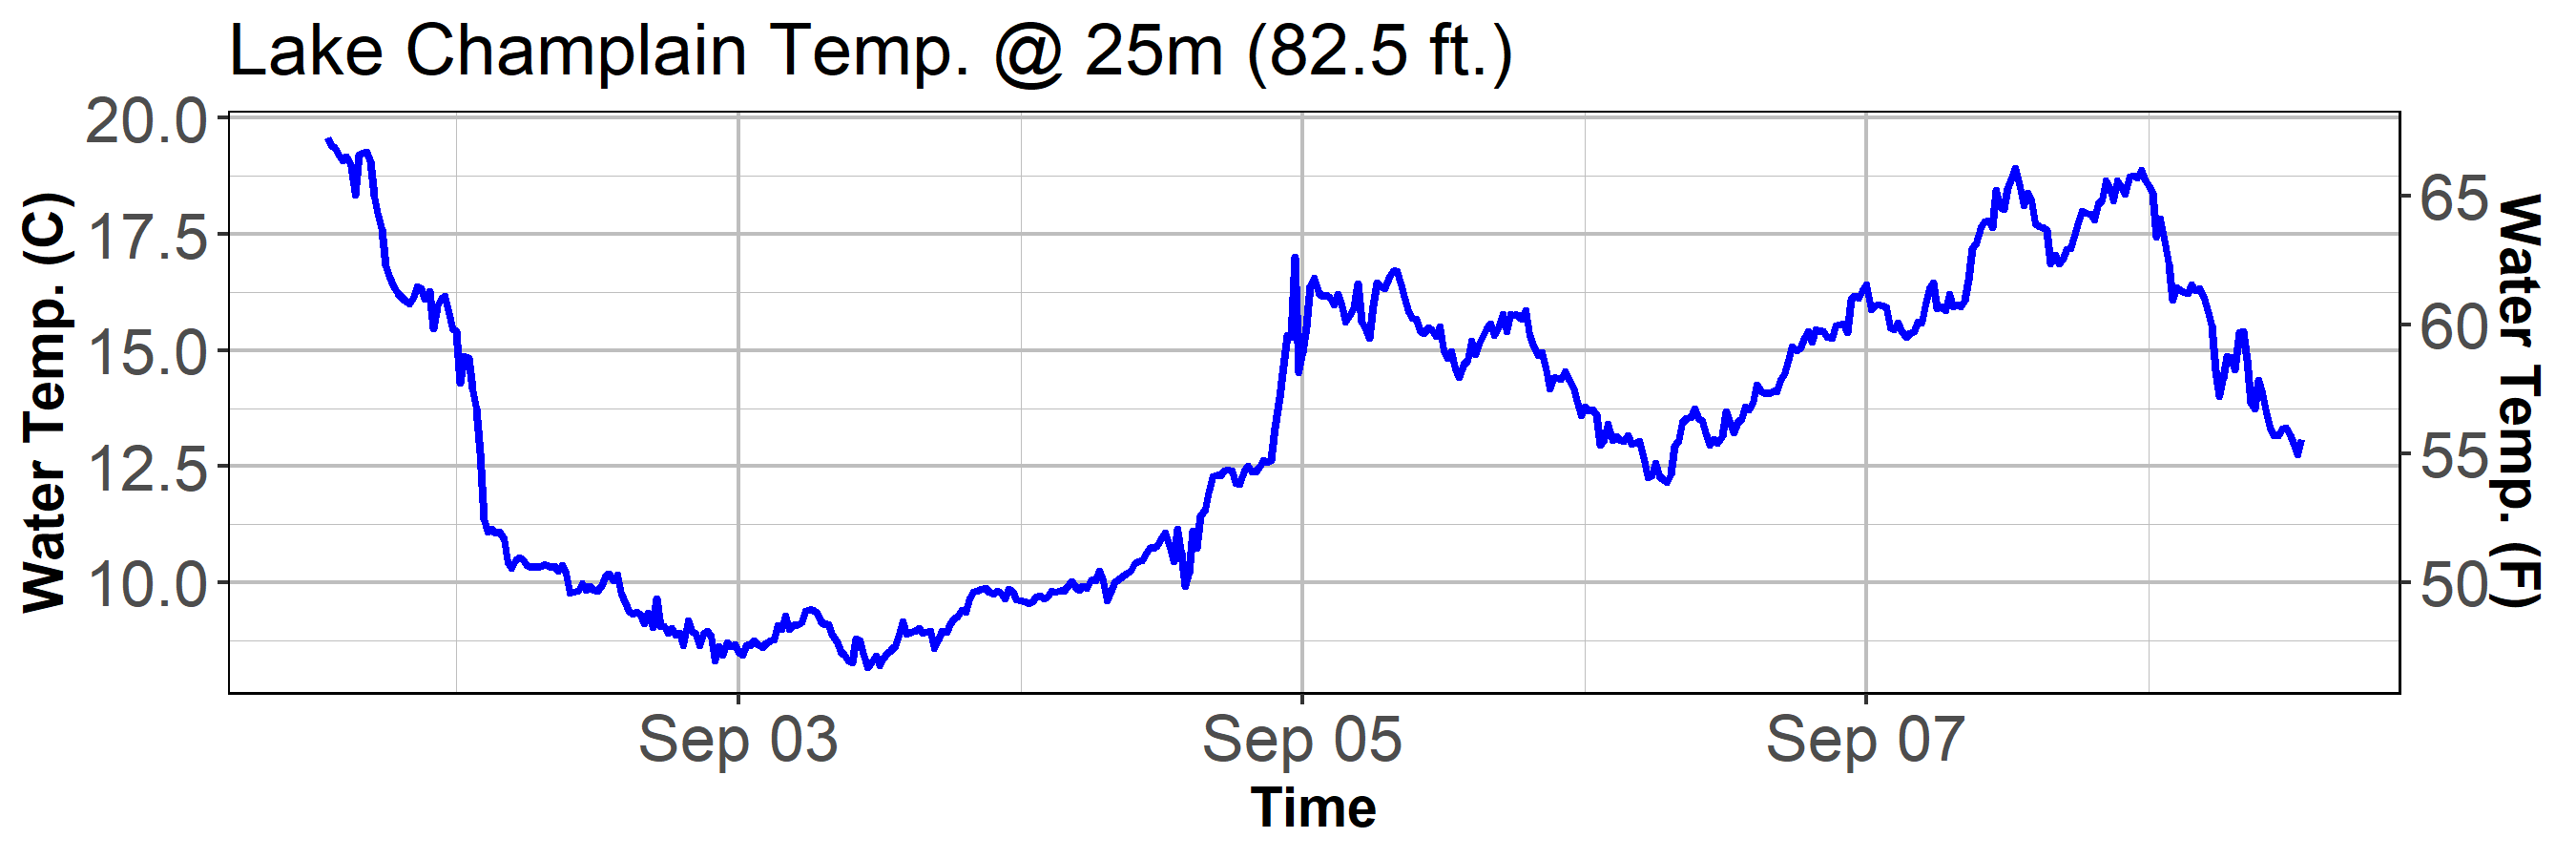 Lake Champlain Temp. @ 25m (82.5 ft.)
Water Temp. (C)
20.0
17.5
15.0
12.5
10.0
65
60
55
50
Water Temp. (F)
Sep 03 Sep 05 Sep 07
Time